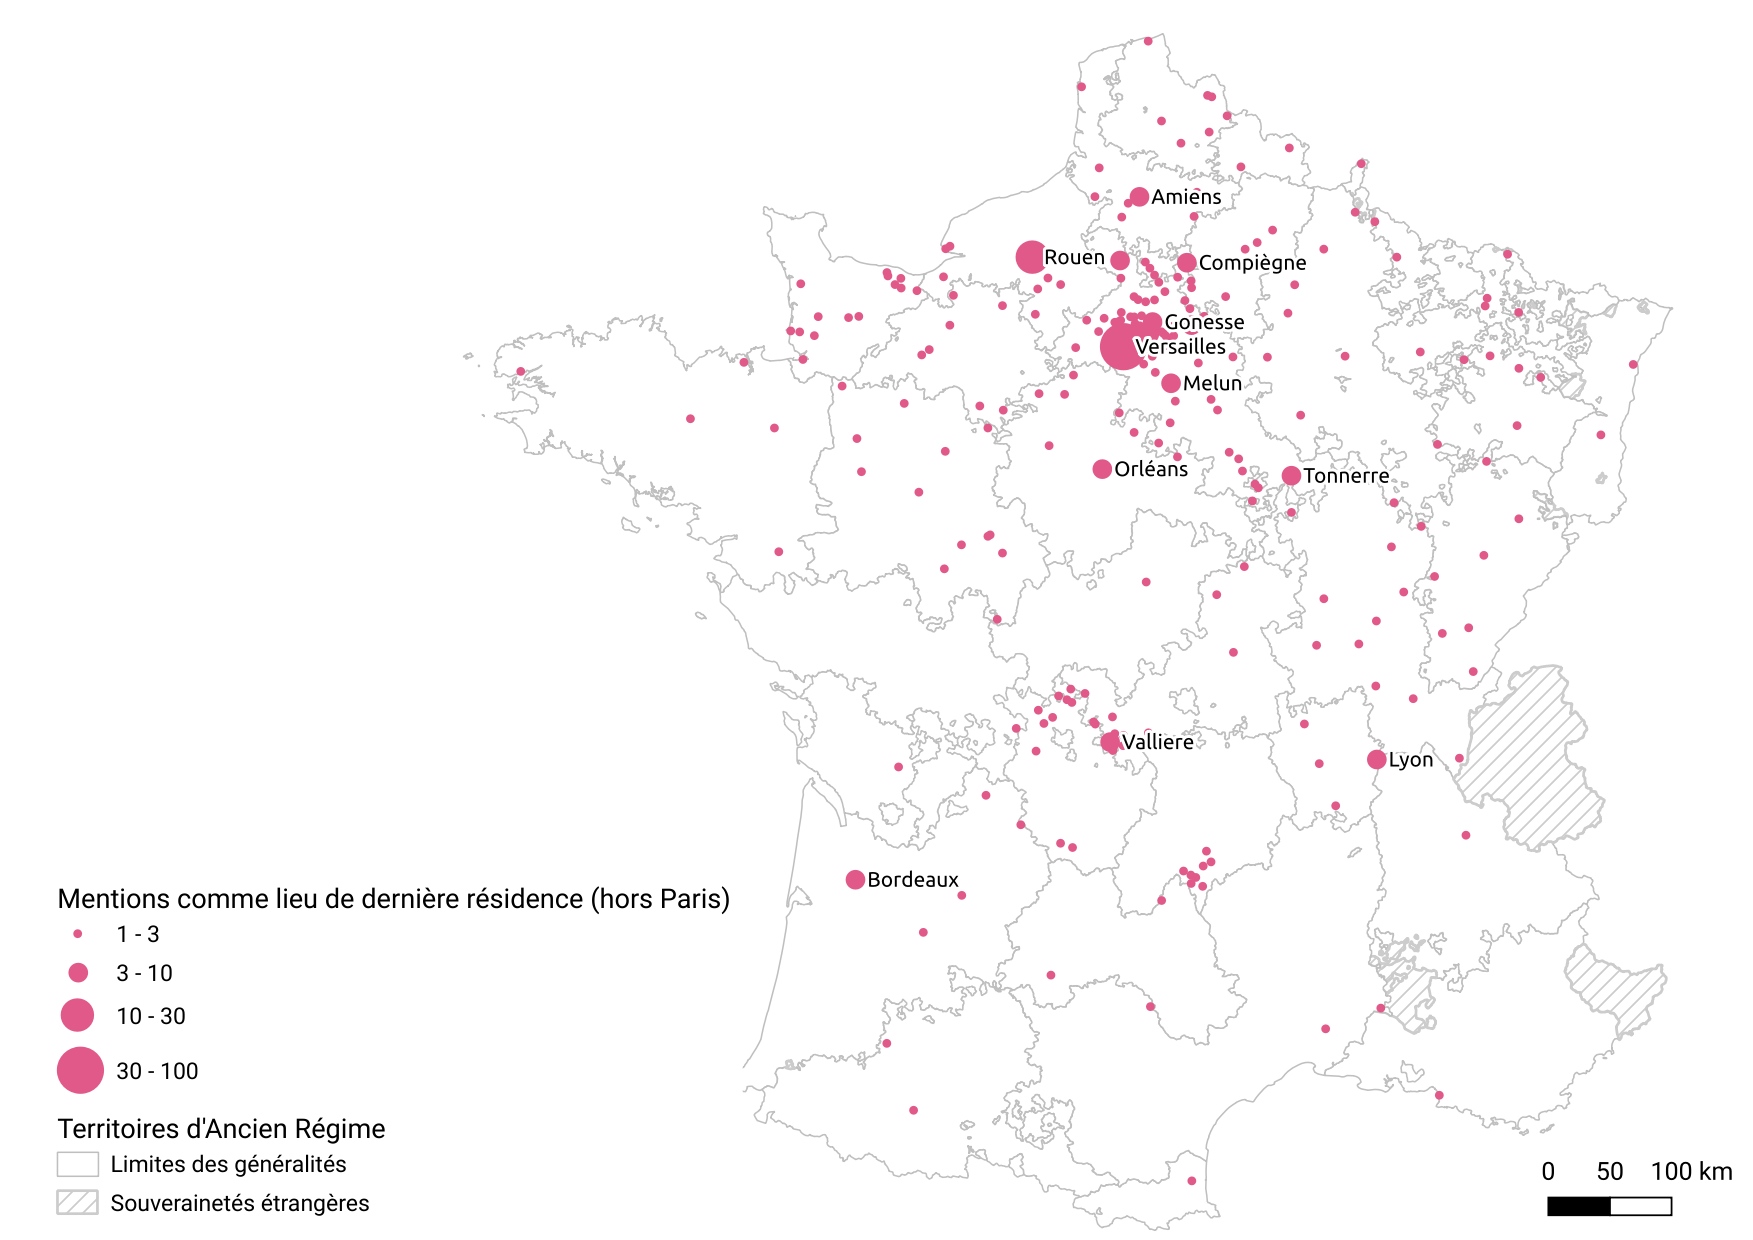 Amiens
Rouen
Compiègne
Gonesse
Versailles
Melun
Orléans
Tonnerre
Valliere
Lyon
Bordeaux
Mentions comme lieu de dernière résidence (hors Paris)
1 - 3
3 - 10
10 - 30
30 - 100
Territoires d'Ancien Régime
Limites des généralités
Souverainetés étrangères
0 50 100 km